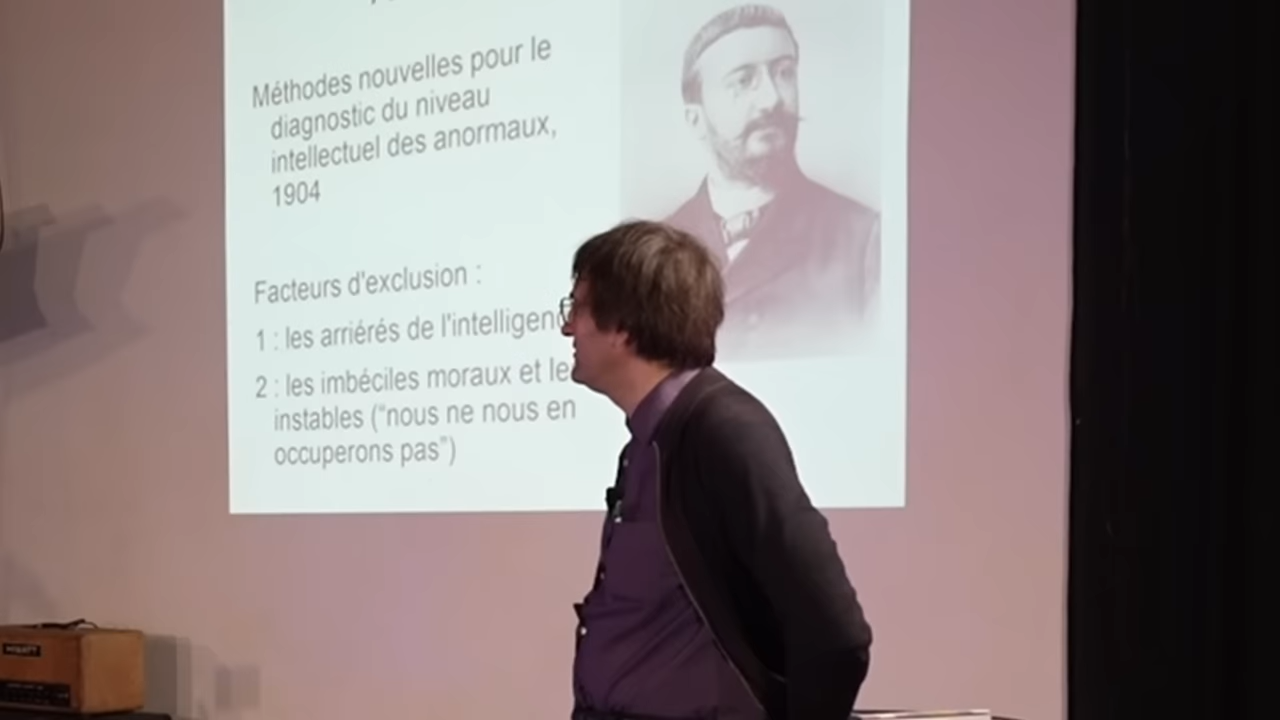 Méthodes nouvelles pour le
diagnostic du niveau
intellectuel des anormaux,
1904
Facteurs d'exclusion :
1 : les arriérés de l'intelligenc
2 : les imbéciles moraux et le
instables (“nous ne nous en
occuperons pas”)
HIWATT